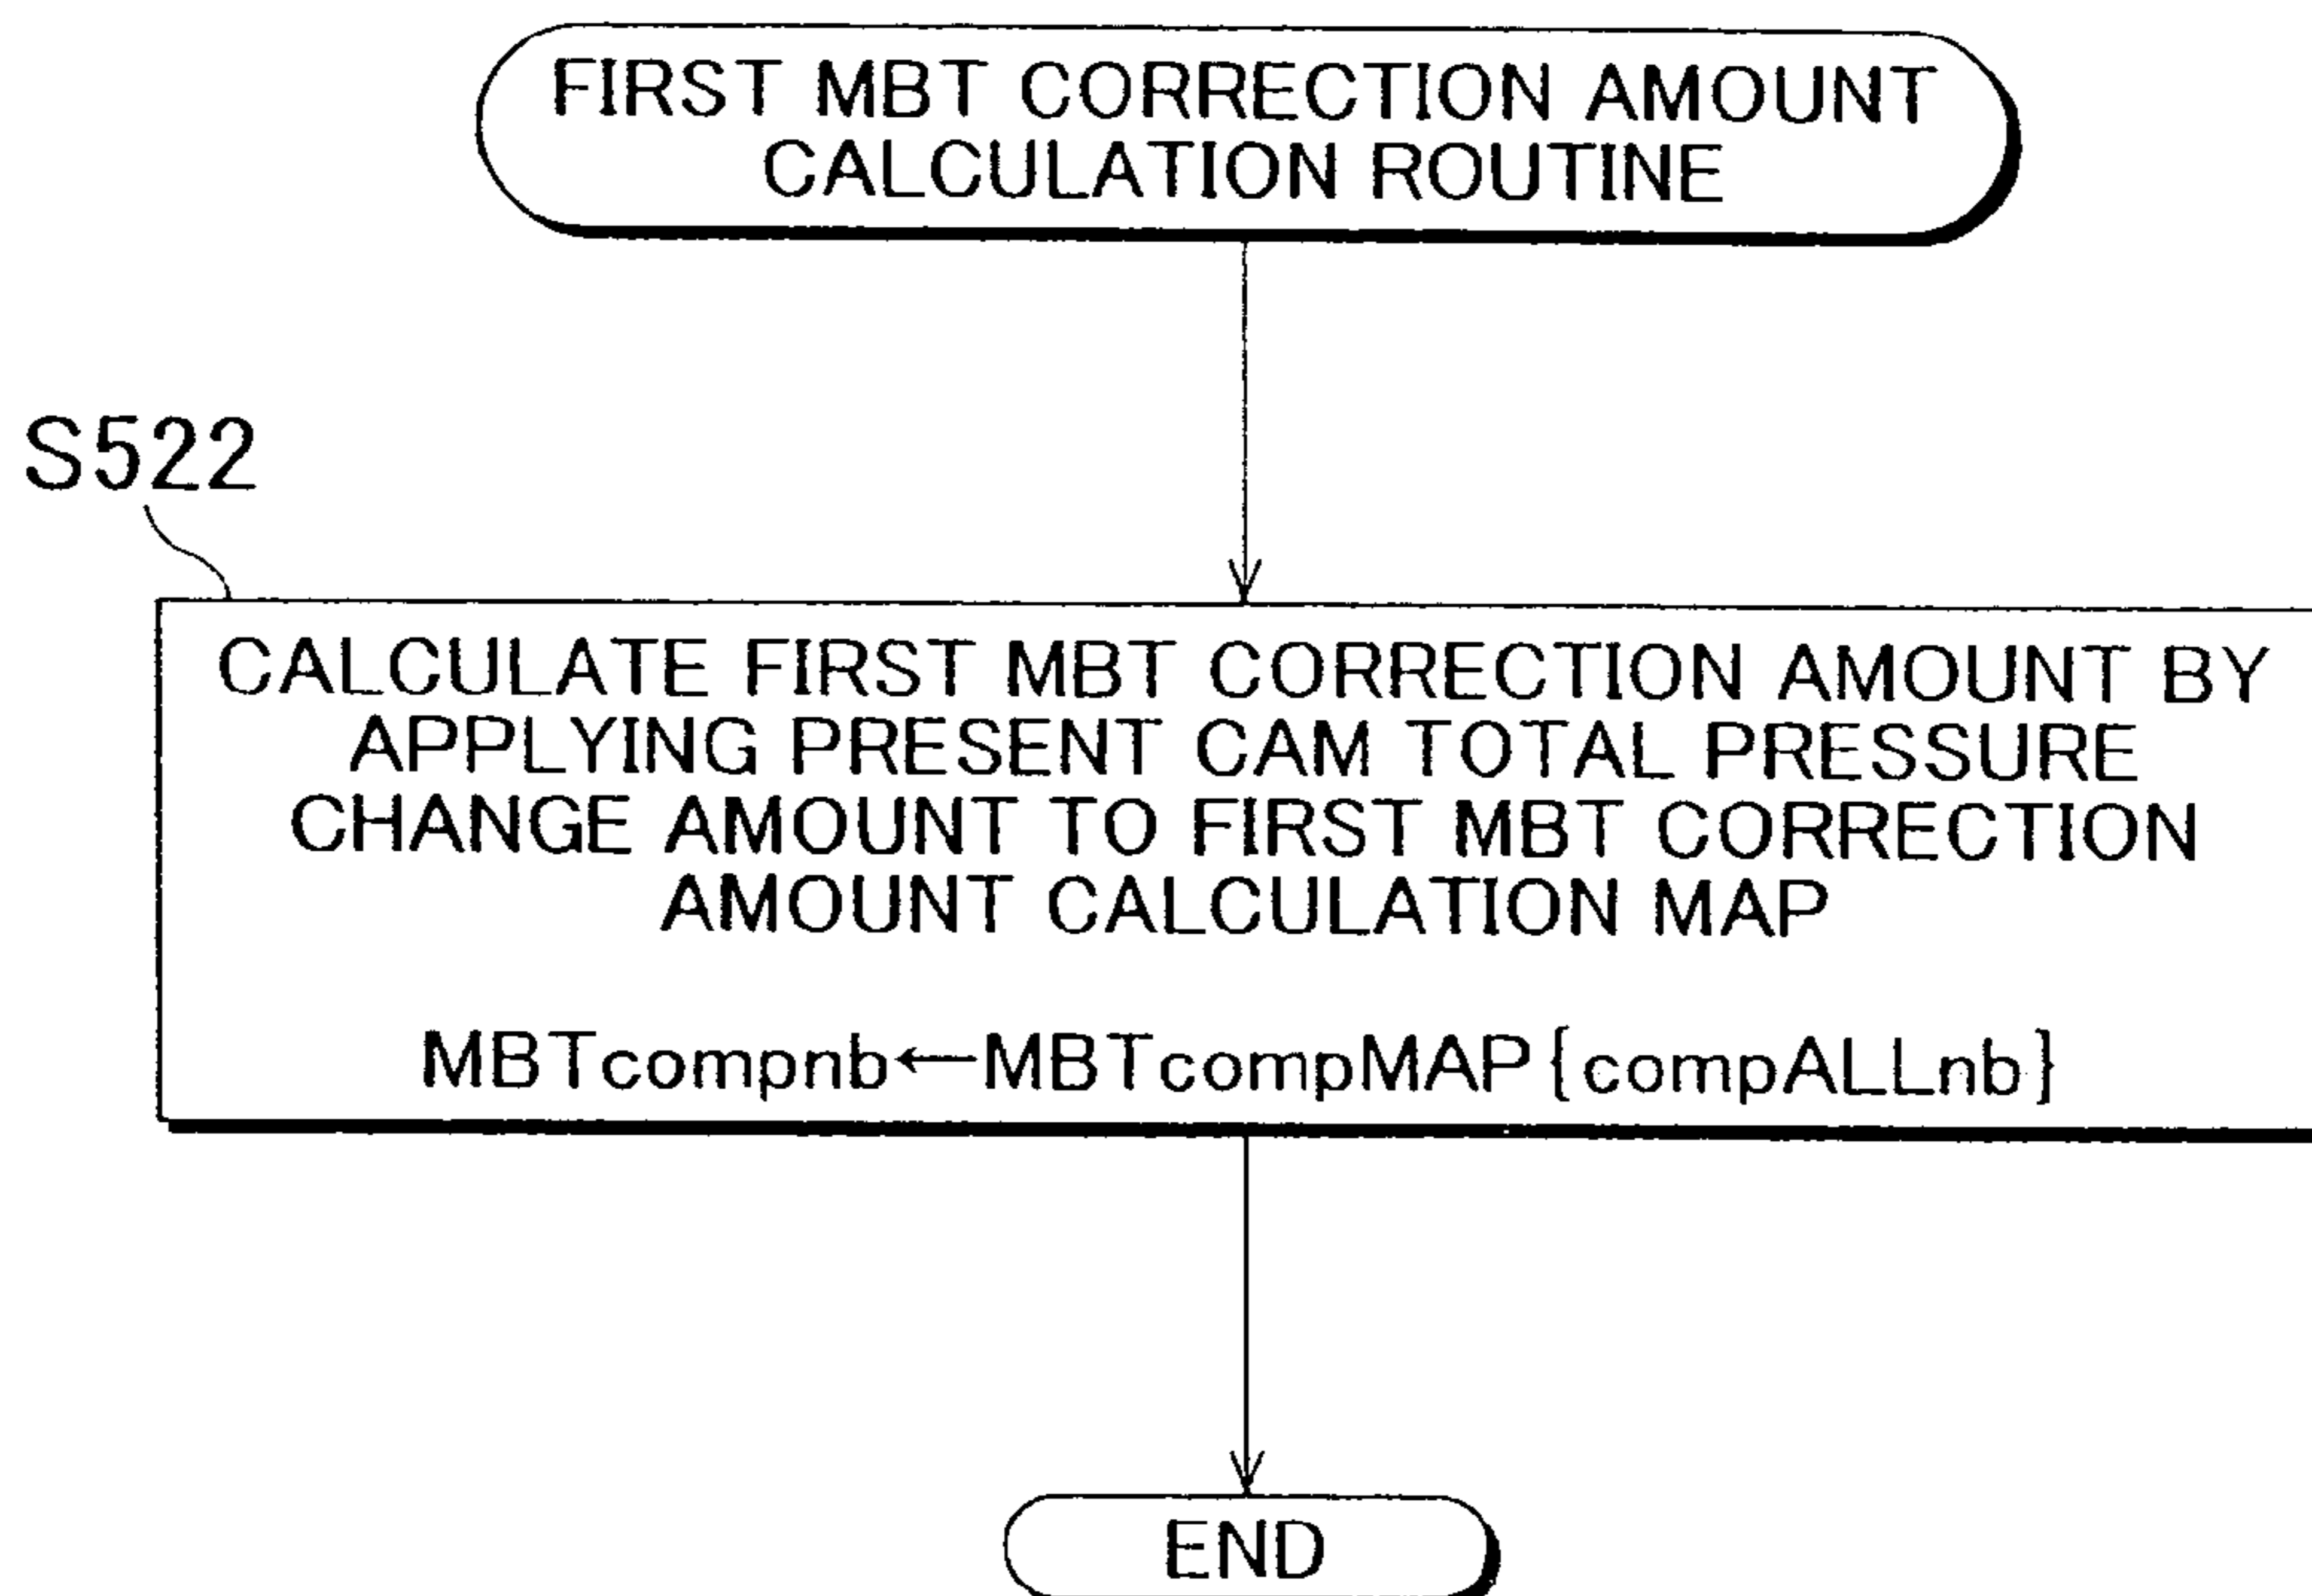 FIRST MBT CORRECTION AMOUNT
CALCULATION ROUTINE
S522
CALCULATE FIRST MBT CORRECTION AMOUNT BY
APPLYING PRESENT CAM TOTAL PRESSURE
CHANGE AMOUNT TO FIRST MBT CORRECTION
AMOUNT CALCULATION MAP
MBTcompnb←MBTcompMAP{compALLnb}
END